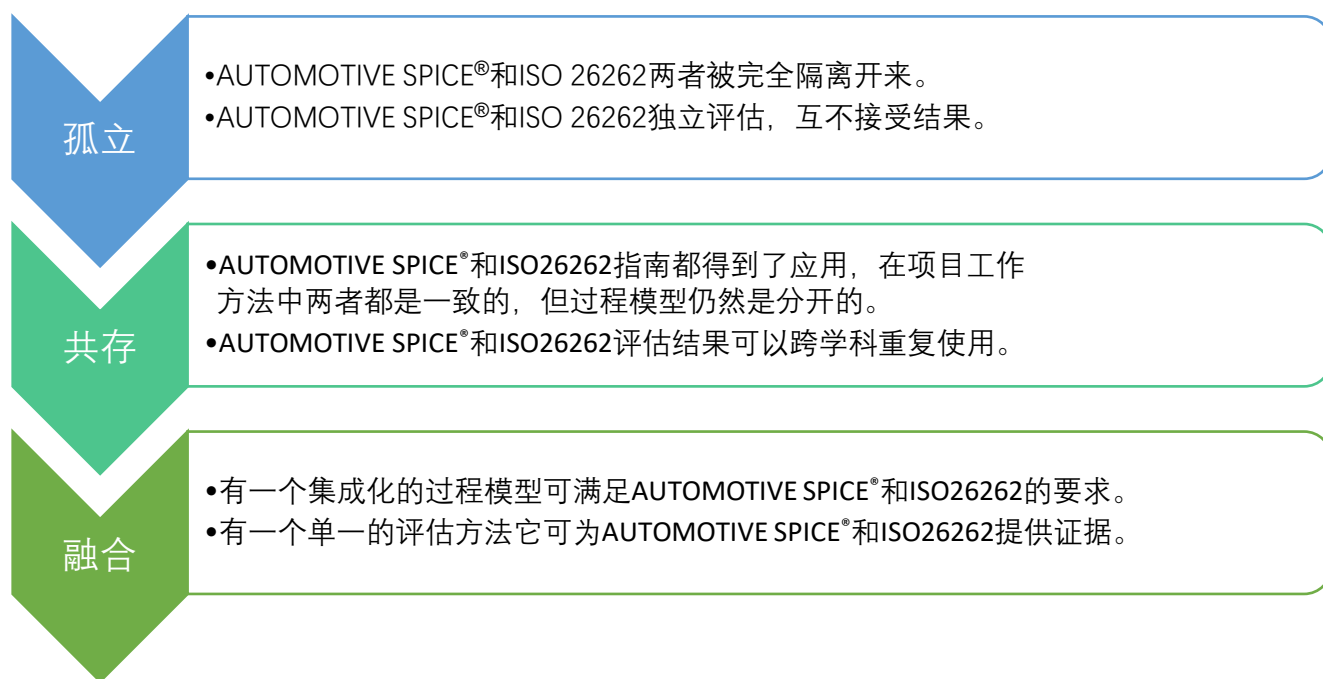 孤立
•AUTOMOTIVE SPICE®和ISO 26262两者被完全隔离开来。
•AUTOMOTIVE SPICE®和ISO 26262独立评估，互不接受结果。
共存
•AUTOMOTIVE SPICE®和ISO26262指南都得到了应用，在项目工作
方法中两者都是一致的，但过程模型仍然是分开的。
•AUTOMOTIVE SPICE®和ISO26262评估结果可以跨学科重复使用。
融合
•有一个集成化的过程模型可满足AUTOMOTIVE SPICE®和ISO26262的要求。
•有一个单一的评估方法它可为AUTOMOTIVE SPICE®和ISO26262提供证据。